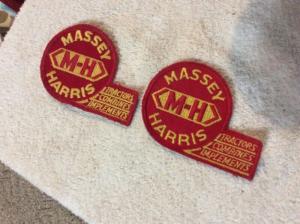 MASSEY
M-H
HARRIS
TRACTORS
COMBINES
IMPLEMENTS
MASSEY
M-H
HARRIS
TRACTORS
COMBINES
IMPLEMENTS